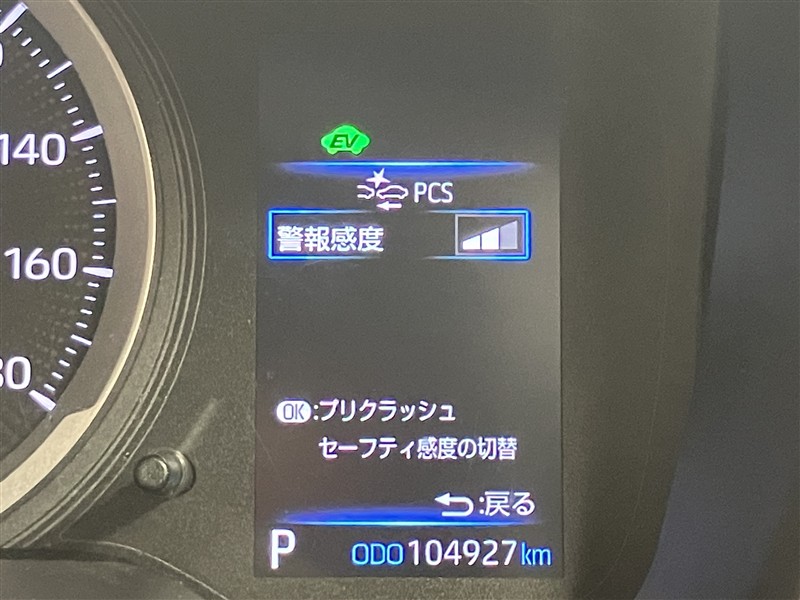 140
160
EV
PCS
警報感度
OK:プリクラッシュ
セーフティ感度の切替
:戻る
P ODO104927km